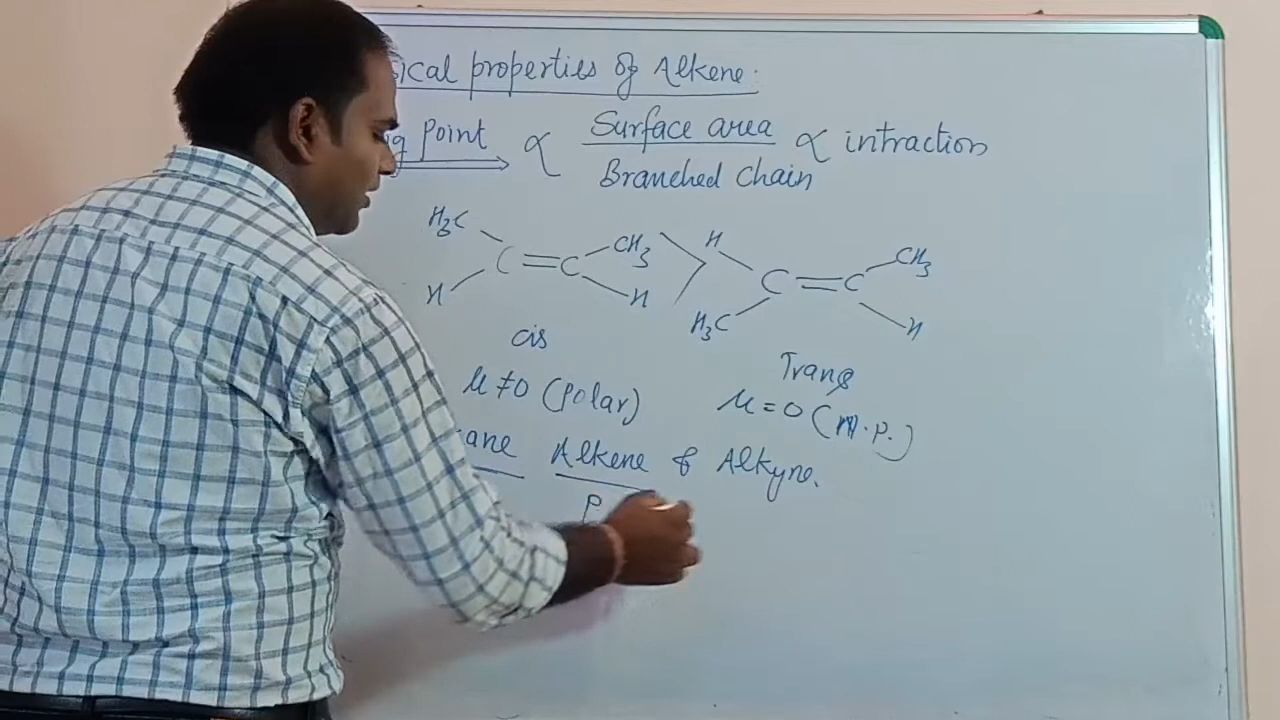 sical properties of Alkene:
g Point ∝ Surface area ∝ intraction
Branched Chain
H₃C C=C CH₃ > H C=C CH₃
H H H₃C H
cis Trans
μ≠0 (Polar) μ=0 (n.p.)
ane Alkene & Alkyne.
P